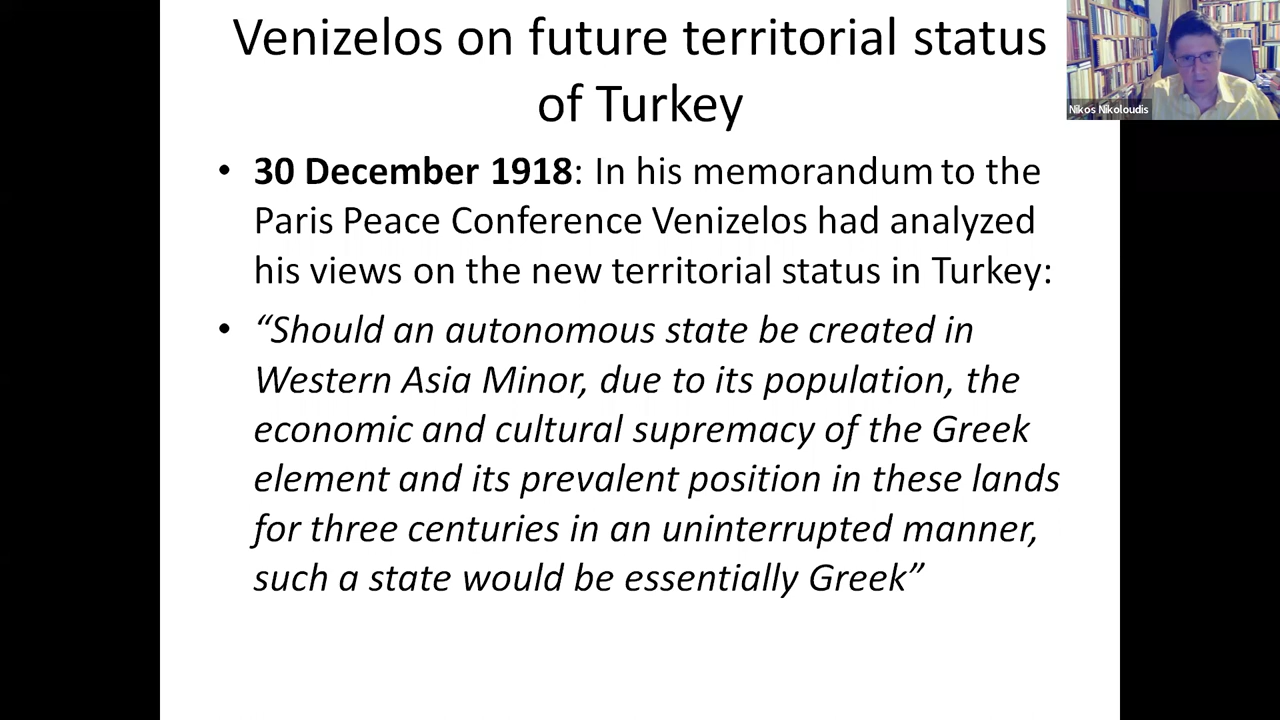 Venizelos on future territorial status
of Turkey
• 30 December 1918: In his memorandum to the
Paris Peace Conference Venizelos had analyzed
his views on the new territorial status in Turkey:
• “Should an autonomous state be created in
Western Asia Minor, due to its population, the
economic and cultural supremacy of the Greek
element and its prevalent position in these lands
for three centuries in an uninterrupted manner,
such a state would be essentially Greek”
Nikos Nikoloudis